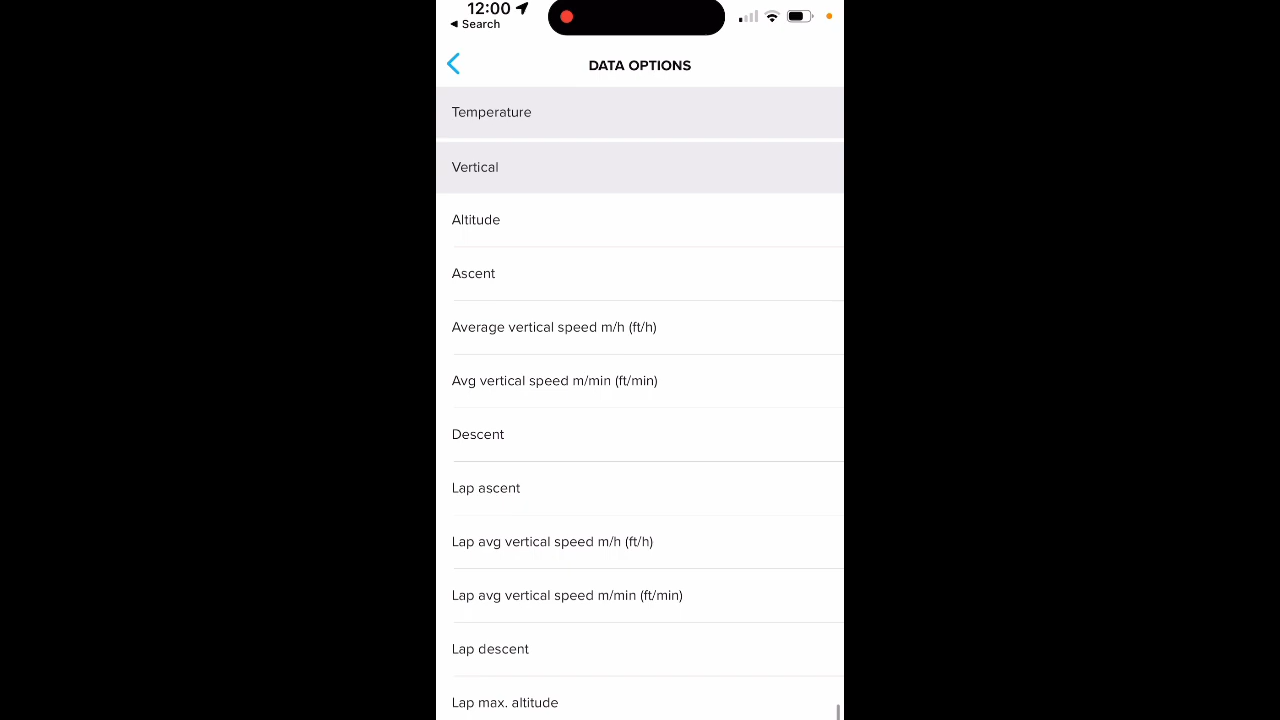 12:00
Search
DATA OPTIONS
Temperature
Vertical
Altitude
Ascent
Average vertical speed m/h (ft/h)
Avg vertical speed m/min (ft/min)
Descent
Lap ascent
Lap avg vertical speed m/h (ft/h)
Lap avg vertical speed m/min (ft/min)
Lap descent
Lap max. altitude